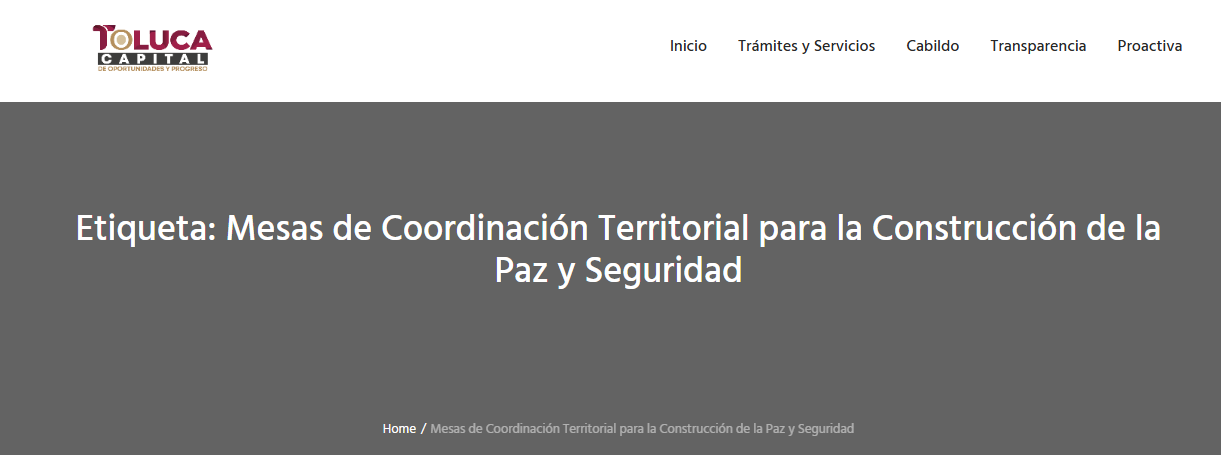 TOLUCA
CAPITAL
DE OPORTUNIDADES Y PROGRESO
Inicio Trámites y Servicios Cabildo Transparencia Proactiva
Etiqueta: Mesas de Coordinación Territorial para la Construcción de la
Paz y Seguridad
Home / Mesas de Coordinación Territorial para la Construcción de la Paz y Seguridad